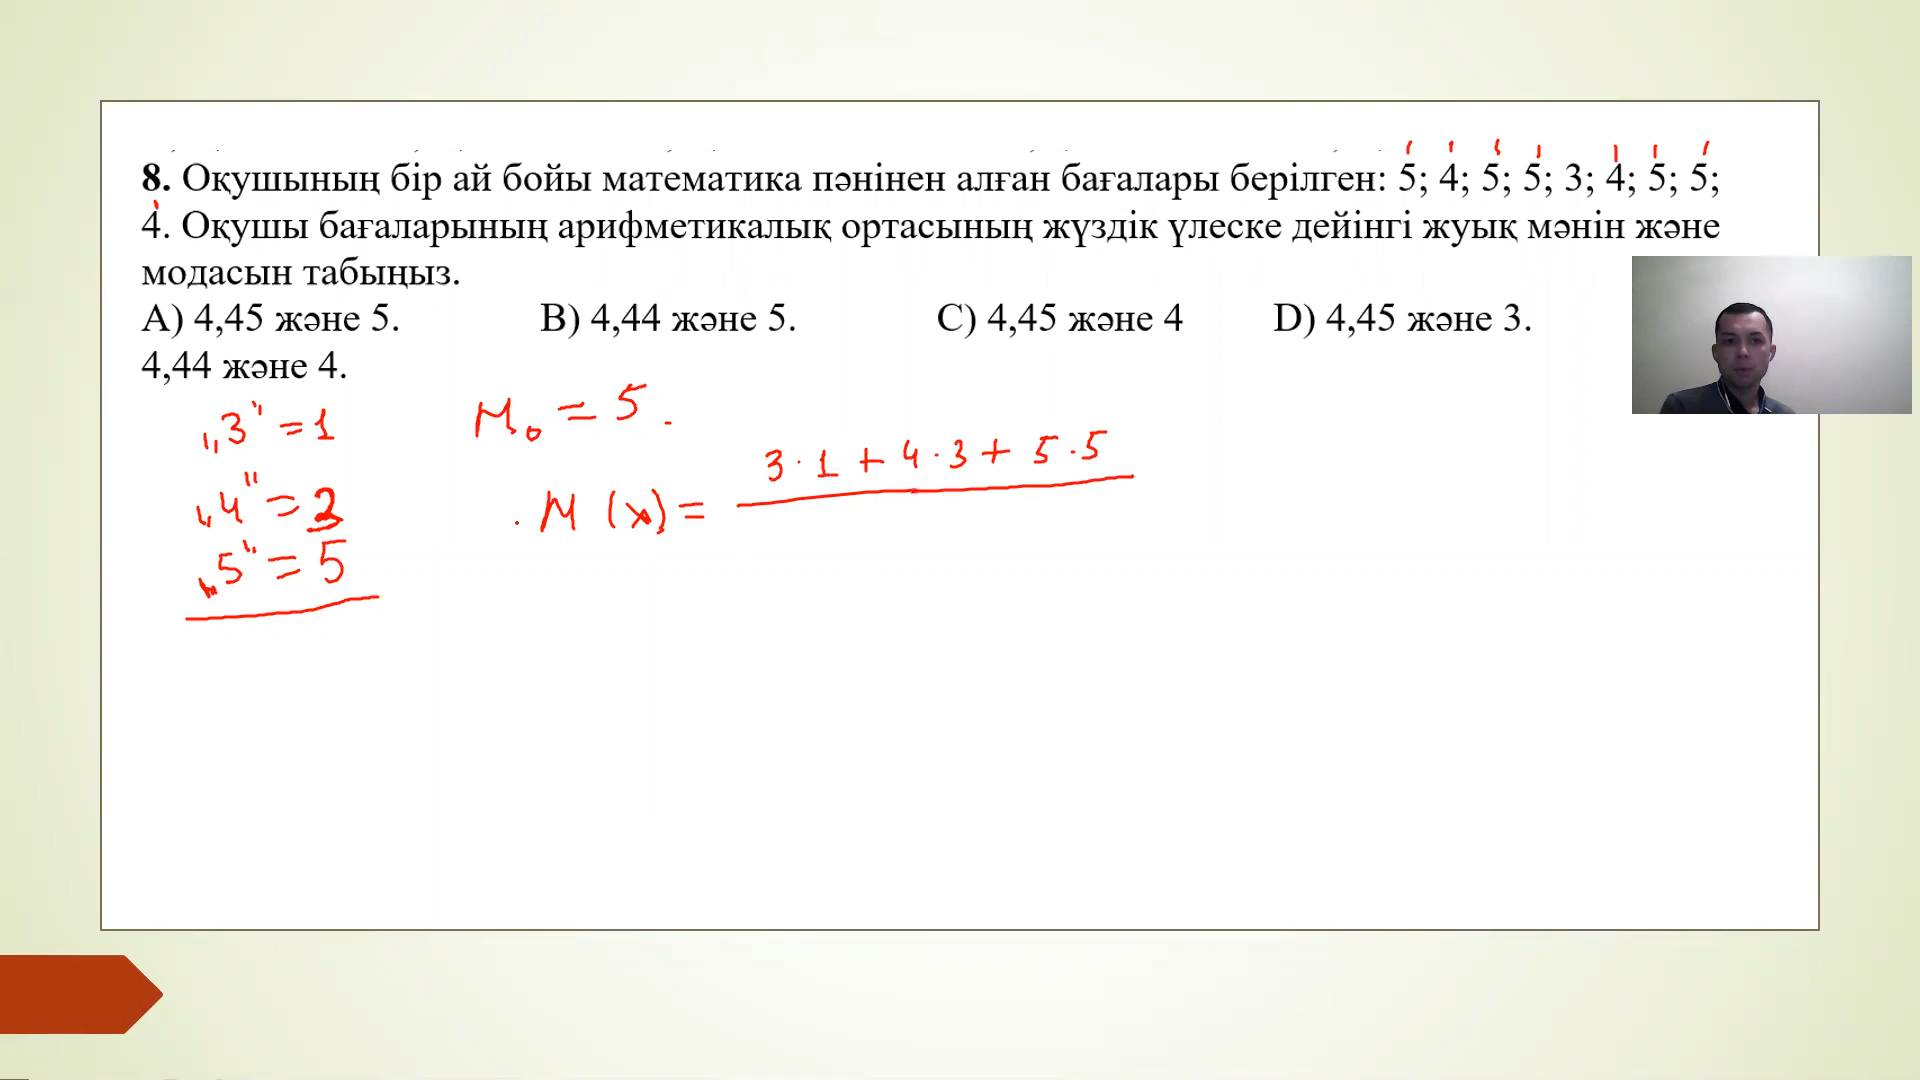 8. Оқушының бір ай бойы математика пәнінен алған бағалары берілген: 5; 4; 5; 5; 3; 4; 5; 5;
4. Оқушы бағаларының арифметикалық ортасының жүздік үлеске дейінгі жуық мәнін және
модасын табыңыз.
A) 4,45 және 5. B) 4,44 және 5. C) 4,45 және 4 D) 4,45 және 3.
4,44 және 4.
„3" = 1
M₀ = 5.
„4" = 3
„5" = 5
3 · 1 + 4 · 3 + 5 · 5
M (x) =